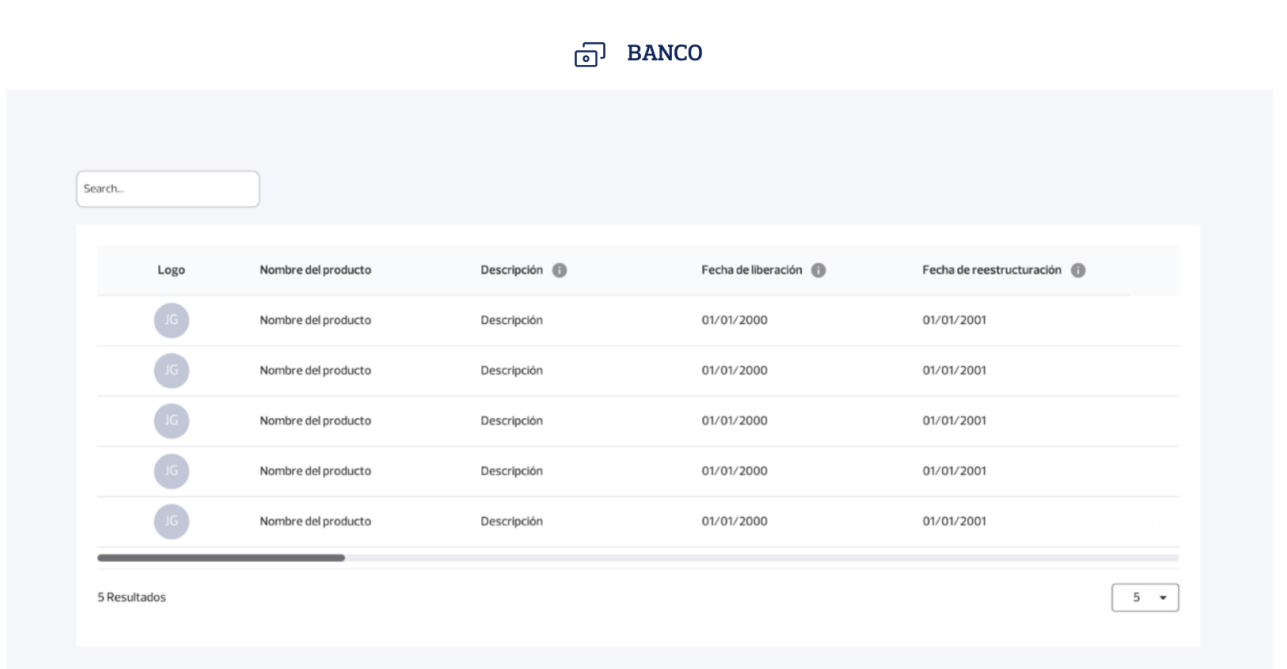 BANCO
Search...
Logo Nombre del producto Descripción Fecha de liberación Fecha de reestructuración
JG Nombre del producto Descripción 01/01/2000 01/01/2001
JG Nombre del producto Descripción 01/01/2000 01/01/2001
JG Nombre del producto Descripción 01/01/2000 01/01/2001
JG Nombre del producto Descripción 01/01/2000 01/01/2001
JG Nombre del producto Descripción 01/01/2000 01/01/2001
5 Resultados 5